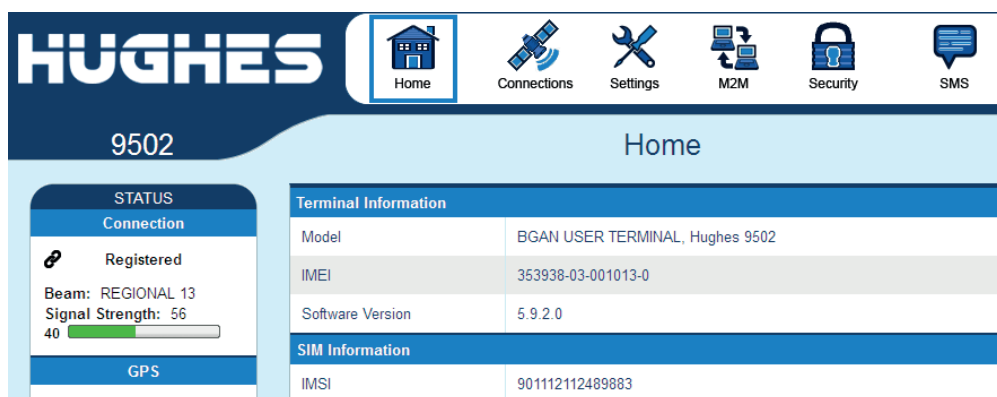 HUGHES
Home Connections Settings M2M Security SMS
9502 Home
STATUS
Connection
Registered
Beam: REGIONAL 13
Signal Strength: 56
40
GPS
Terminal Information
Model BGAN USER TERMINAL, Hughes 9502
IMEI 353938-03-001013-0
Software Version 5.9.2.0
SIM Information
IMSI 901112112489883